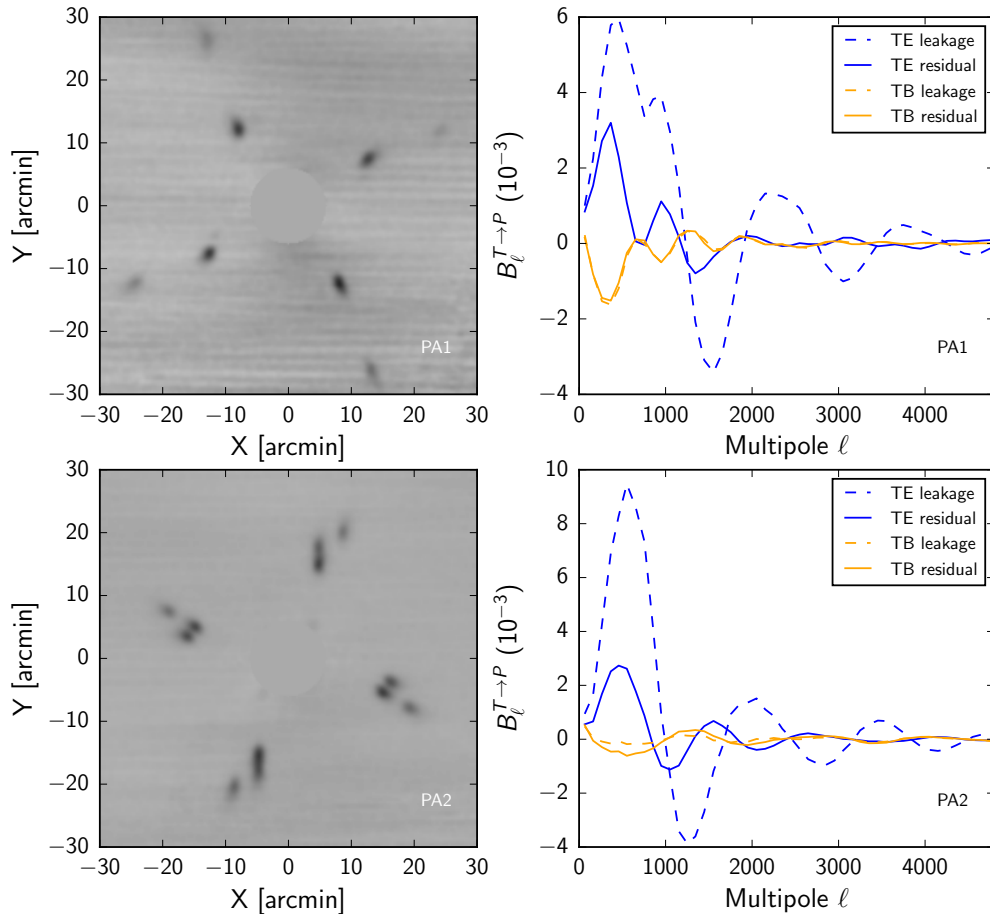 30
20
10
0
−10
−20
−30
−30 −20 −10 0 10 20 30
Y [arcmin]
X [arcmin]
PA1
6
4
2
0
−2
−4
0 1000 2000 3000 4000
B_ℓ^{T→P} (10^{−3})
Multipole ℓ
TE leakage
TE residual
TB leakage
TB residual
PA1
30
20
10
0
−10
−20
−30
−30 −20 −10 0 10 20 30
Y [arcmin]
X [arcmin]
PA2
10
8
6
4
2
0
−2
−4
0 1000 2000 3000 4000
B_ℓ^{T→P} (10^{−3})
Multipole ℓ
TE leakage
TE residual
TB leakage
TB residual
PA2